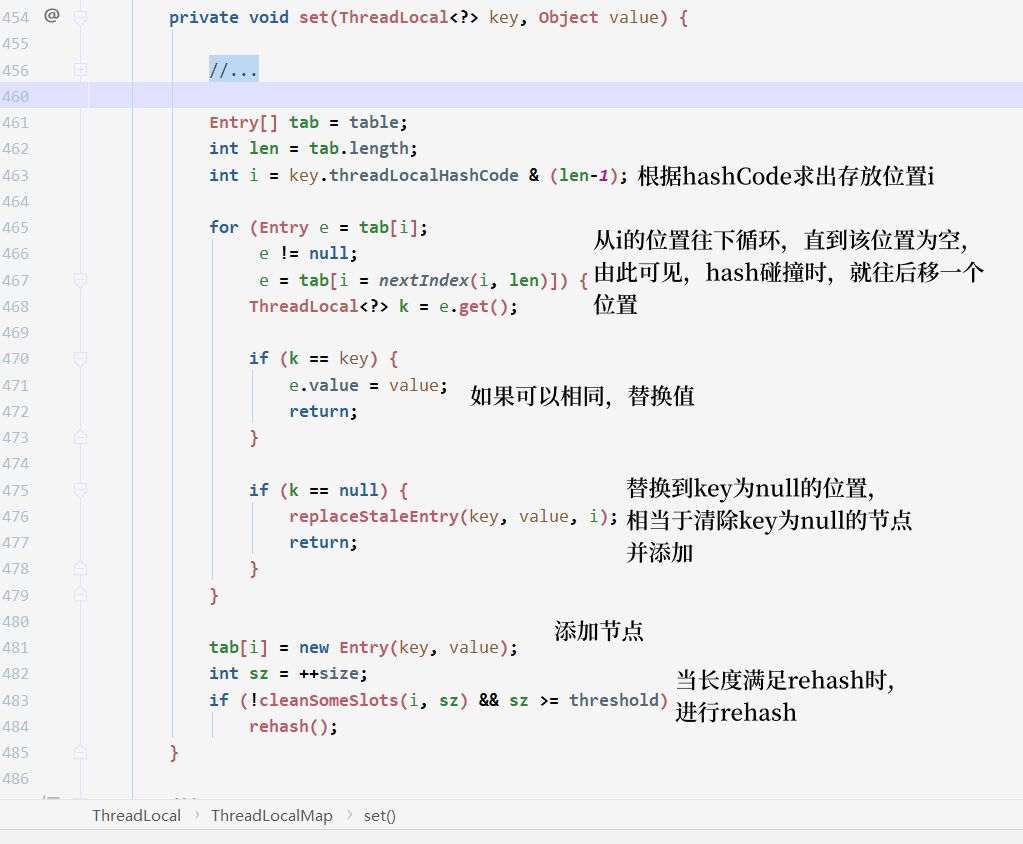 454 @ private void set(ThreadLocal<?> key, Object value) {
455
456 //...
460
461 Entry[] tab = table;
462 int len = tab.length;
463 int i = key.threadLocalHashCode & (len-1); 根据hashCode求出存放位置i
464
465 for (Entry e = tab[i];
从i的位置往下循环，直到该位置为空，
466 e != null;
467 e = tab[i = nextIndex(i, len)]) {
由此可见，hash碰撞时，就往后移一个
468 ThreadLocal<?> k = e.get();
位置
469
470 if (k == key) {
471 e.value = value;
如果可以相同，替换值
472 return;
473 }
474
475 if (k == null) {
替换到key为null的位置，
476 replaceStaleEntry(key, value, i);
相当于清除key为null的节点
477 return;
并添加
478 }
479 }
480
添加节点
481 tab[i] = new Entry(key, value);
482 int sz = ++size;
当长度满足rehash时，
483 if (!cleanSomeSlots(i, sz) && sz >= threshold)
进行rehash
484 rehash();
485 }
486
ThreadLocal › ThreadLocalMap › set()